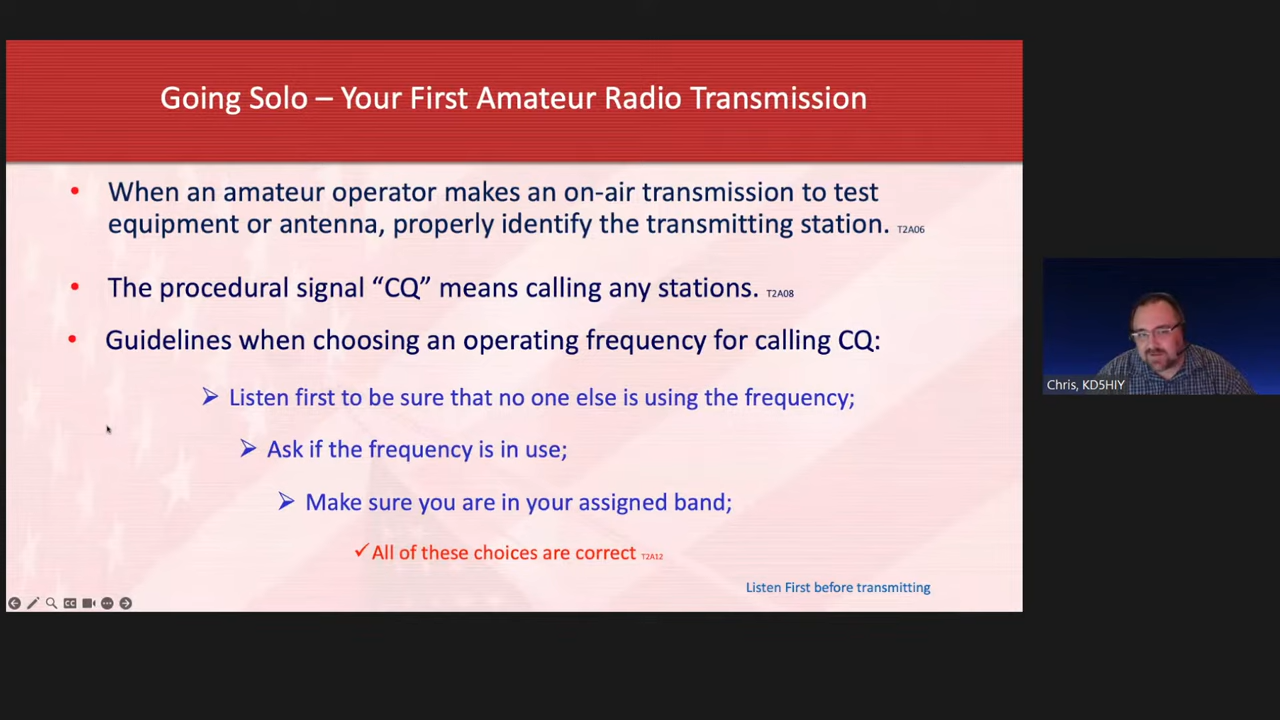 Going Solo – Your First Amateur Radio Transmission
• When an amateur operator makes an on-air transmission to test
equipment or antenna, properly identify the transmitting station. T2A06
• The procedural signal “CQ” means calling any stations. T2A08
• Guidelines when choosing an operating frequency for calling CQ:
➢ Listen first to be sure that no one else is using the frequency;
➢ Ask if the frequency is in use;
➢ Make sure you are in your assigned band;
✓All of these choices are correct T2A12
Listen First before transmitting
CC
Chris, KD5HIY